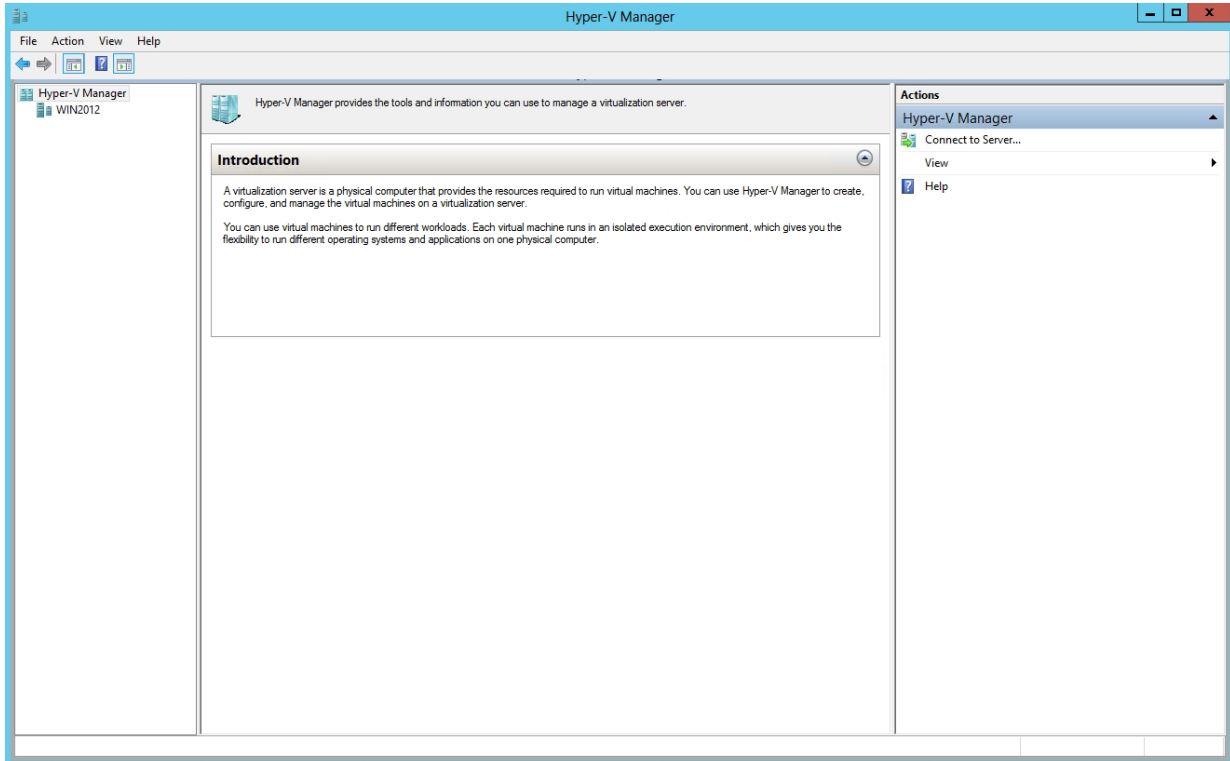 Hyper-V Manager
File Action View Help
Hyper-V Manager
WIN2012
Hyper-V Manager provides the tools and information you can use to manage a virtualization server.
Introduction
A virtualization server is a physical computer that provides the resources required to run virtual machines. You can use Hyper-V Manager to create,
configure, and manage the virtual machines on a virtualization server.
You can use virtual machines to run different workloads. Each virtual machine runs in an isolated execution environment, which gives you the
flexibility to run different operating systems and applications on one physical computer.
Actions
Hyper-V Manager
Connect to Server...
View
Help